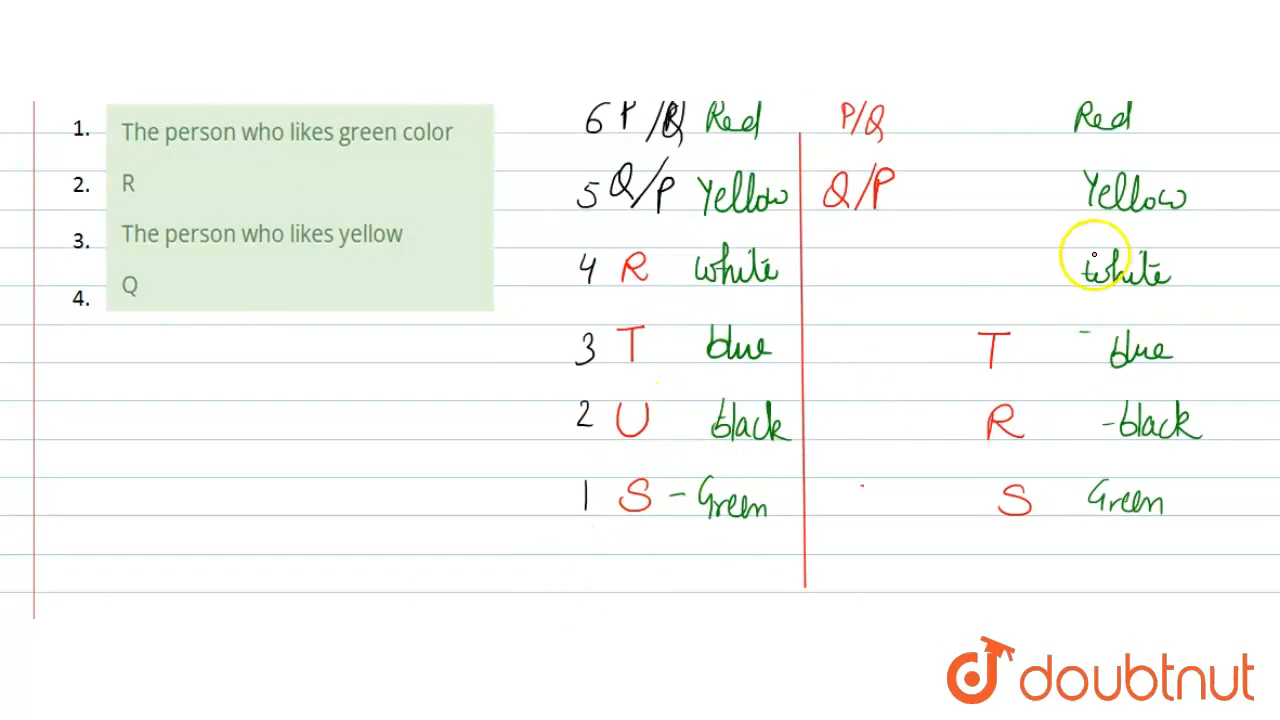 1. The person who likes green color
2. R
3. The person who likes yellow
4. Q
6 P/Q Red P/Q Red
5 Q/P Yellow Q/P Yellow
4 R white white
3 T blue T - blue
2 U black R - black
1 S - Green S Green
doubtnut